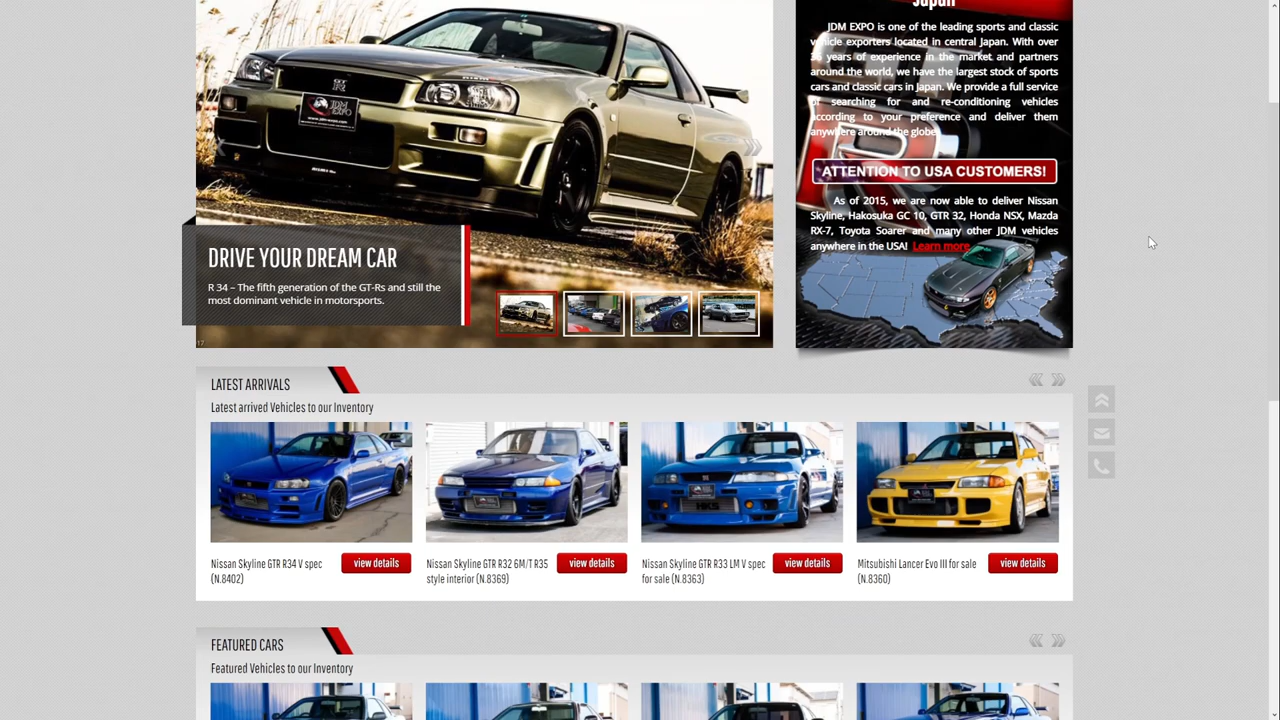 Japan
JDM EXPO is one of the leading sports and classic
vehicle exporters located in central Japan. With over
years of experience in the market and partners
around the world, we have the largest stock of sports
cars and classic cars in Japan. We provide a full service
of searching for and re-conditioning vehicles
according to your preference and deliver them
anywhere around the globe.
ATTENTION TO USA CUSTOMERS!
As of 2015, we are now able to deliver Nissan
Skyline, Hakosuka GC 10, GTR 32, Honda NSX, Mazda
RX-7, Toyota Soarer and many other JDM vehicles
anywhere in the USA! Learn more
GT R
JDM EXPO
DRIVE YOUR DREAM CAR
R 34 – The fifth generation of the GT-Rs and still the
most dominant vehicle in motorsports.
17
LATEST ARRIVALS
Latest arrived Vehicles to our Inventory
Nissan Skyline GTR R34 V spec
(N.8402)
view details
Nissan Skyline GTR R32 6M/T R35
style interior (N.8369)
view details
Nissan Skyline GTR R33 LM V spec
for sale (N.8363)
view details
Mitsubishi Lancer Evo III for sale
(N.8360)
view details
HKS
FEATURED CARS
Featured Vehicles to our Inventory